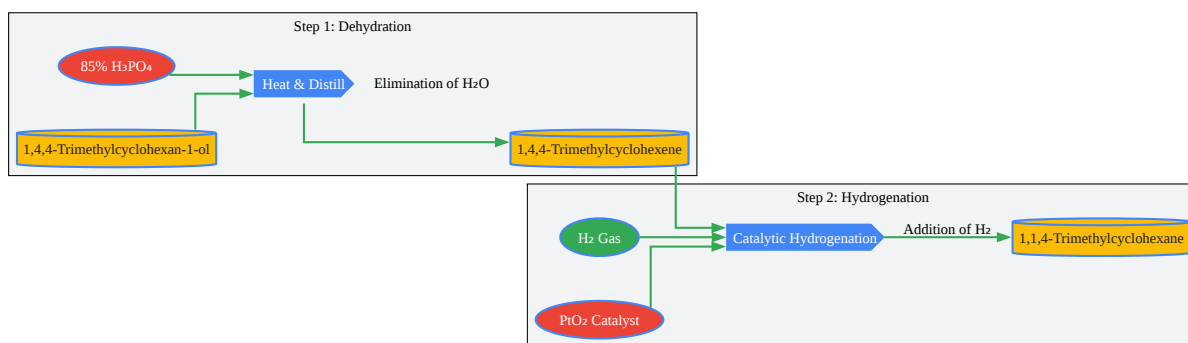 Step 1: Dehydration
85% H₃PO₄
Heat & Distill
Elimination of H₂O
1,4,4-Trimethylcyclohexan-1-ol
1,4,4-Trimethylcyclohexene
Step 2: Hydrogenation
H₂ Gas
Catalytic Hydrogenation
Addition of H₂
1,1,4-Trimethylcyclohexane
PtO₂ Catalyst